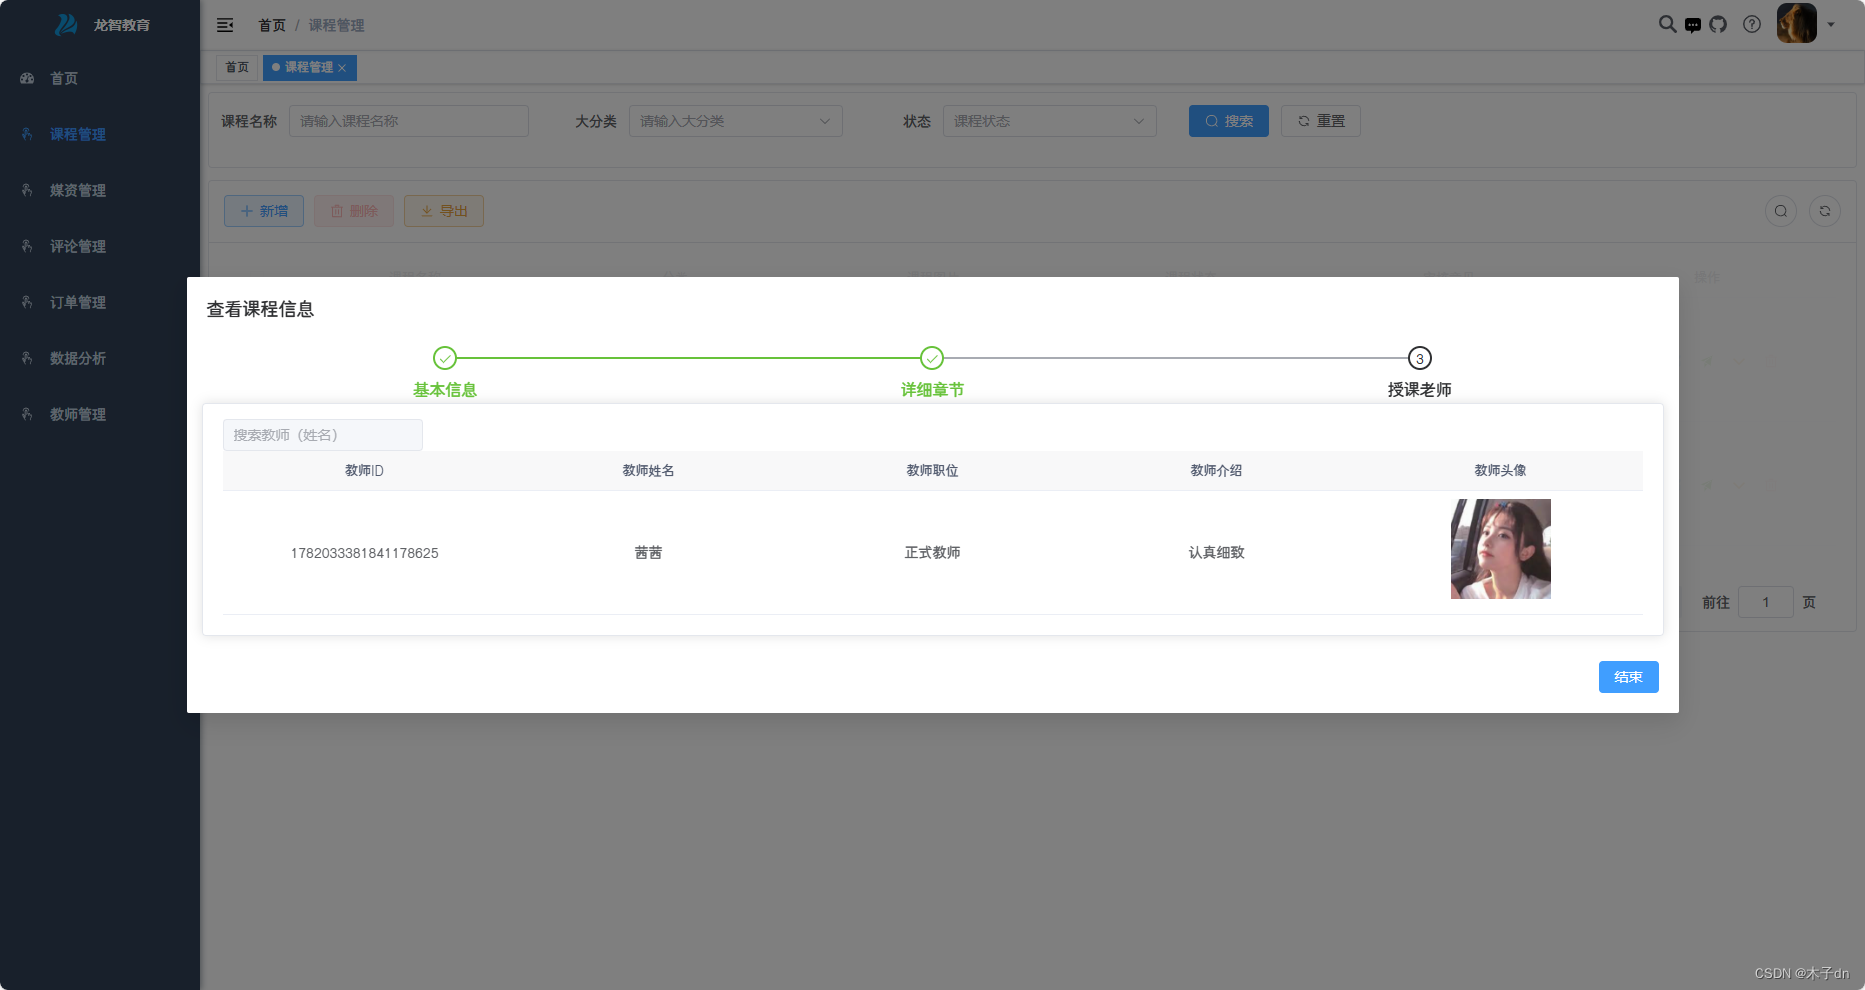 龙智教育
首页 / 课程管理
首页
课程管理
媒资管理
评论管理
订单管理
数据分析
教师管理
首页 课程管理
课程名称 请输入课程名称 大分类 请输入大分类 状态 课程状态 搜索 重置
新增 删除 导出
查看课程信息
3
基本信息 详细章节 授课老师
搜索教师（姓名）
教师ID 教师姓名 教师职位 教师介绍 教师头像
1782033381841178625 茜茜 正式教师 认真细致
前往 1 页
结束
CSDN @木子dn